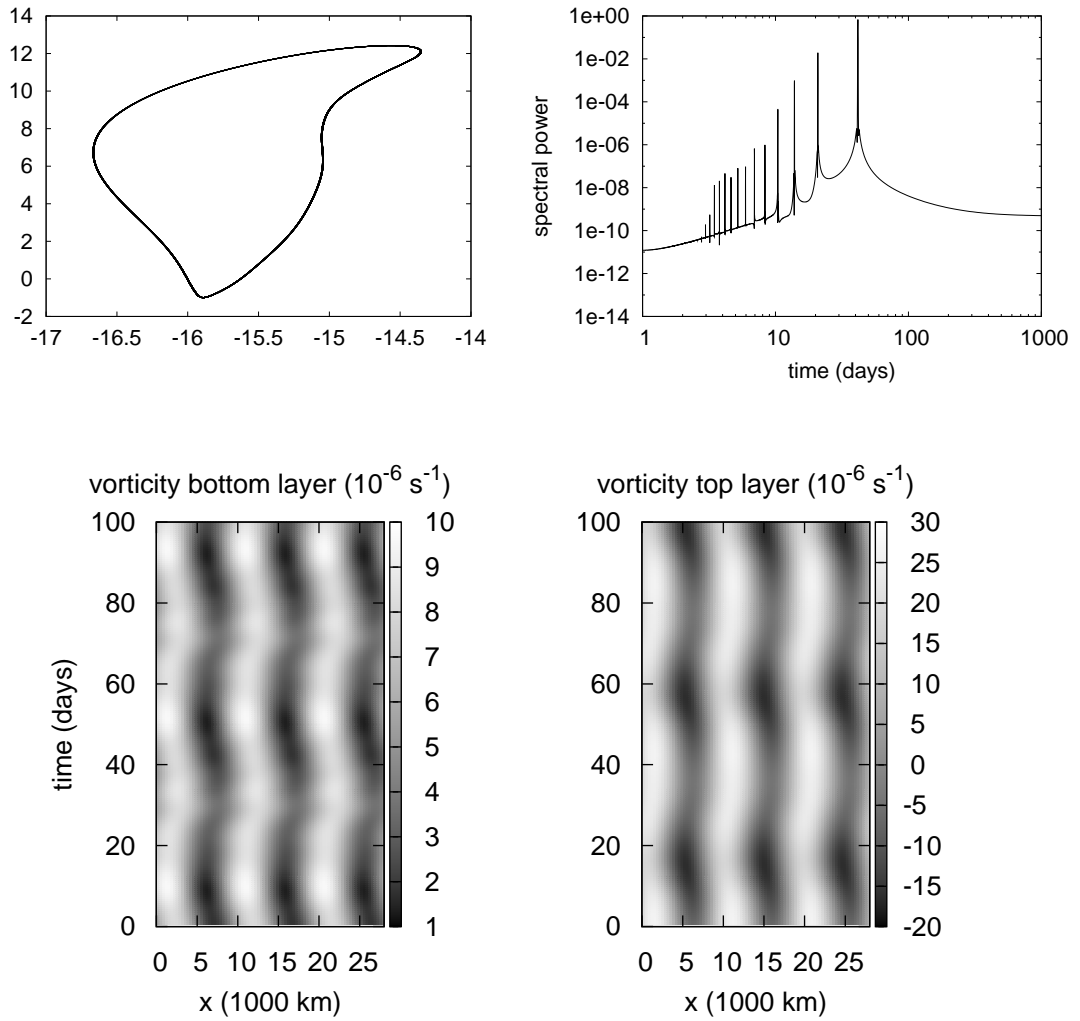 14
12
10
8
6
4
2
0
-2
-17 -16.5 -16 -15.5 -15 -14.5 -14
spectral power
1e+00
1e-02
1e-04
1e-06
1e-08
1e-10
1e-12
1e-14
1 10 100 1000
time (days)
vorticity bottom layer (10-6 s-1)
time (days)
100
80
60
40
20
0
0 5 10 15 20 25
x (1000 km)
10
9
8
7
6
5
4
3
2
1
vorticity top layer (10-6 s-1)
100
80
60
40
20
0
0 5 10 15 20 25
x (1000 km)
30
25
20
15
10
5
0
-5
-10
-15
-20